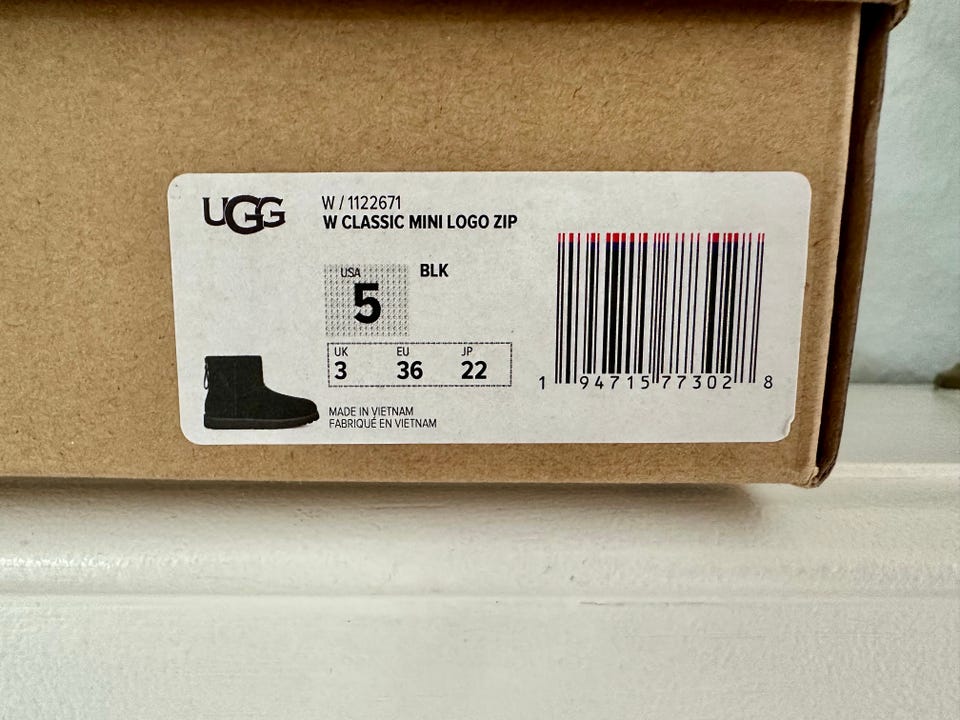 UGG
W / 1122671
W CLASSIC MINI LOGO ZIP
USA
5
BLK
UK EU JP
3 36 22
MADE IN VIETNAM
FABRIQUÉ EN VIETNAM
1 94715 77302 8